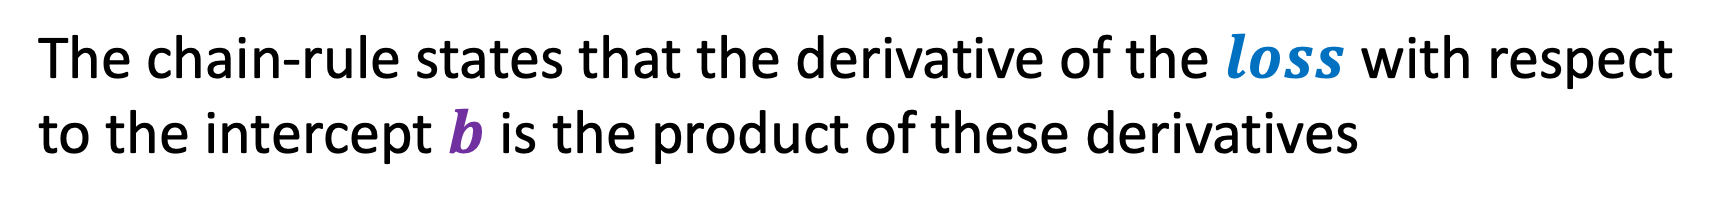 The chain-rule states that the derivative of the loss with respect
to the intercept b is the product of these derivatives